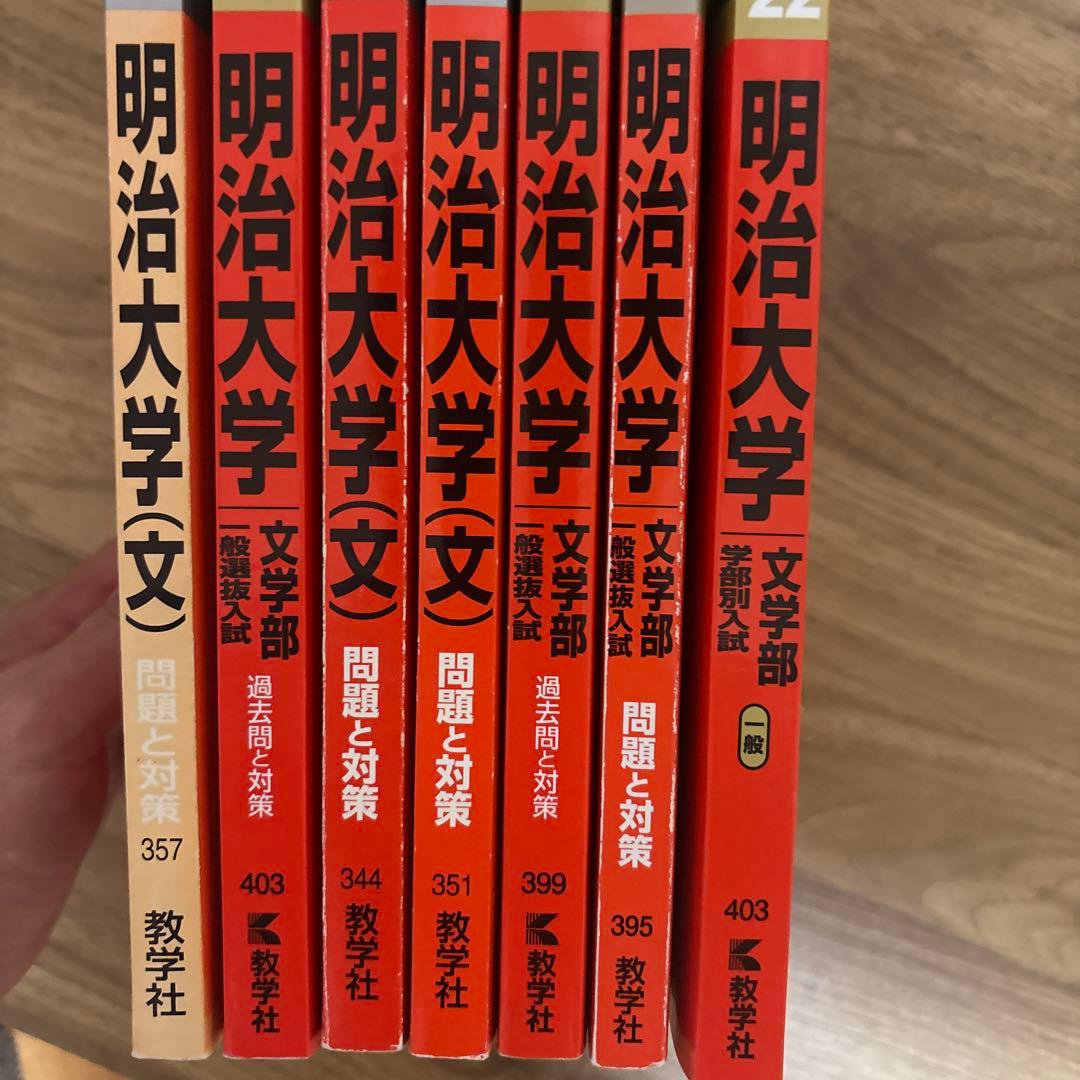 明治大学(文)
問題と対策
357
教学社
明治大学
文学部
一般選抜入試
過去問と対策
403
教学社
明治大学(文)
問題と対策
344
教学社
明治大学(文)
問題と対策
351
教学社
明治大学
文学部
一般選抜入試
過去問と対策
399
教学社
明治大学
文学部
一般選抜入試
問題と対策
395
教学社
22
明治大学
文学部
学部別入試
一般
403
教学社